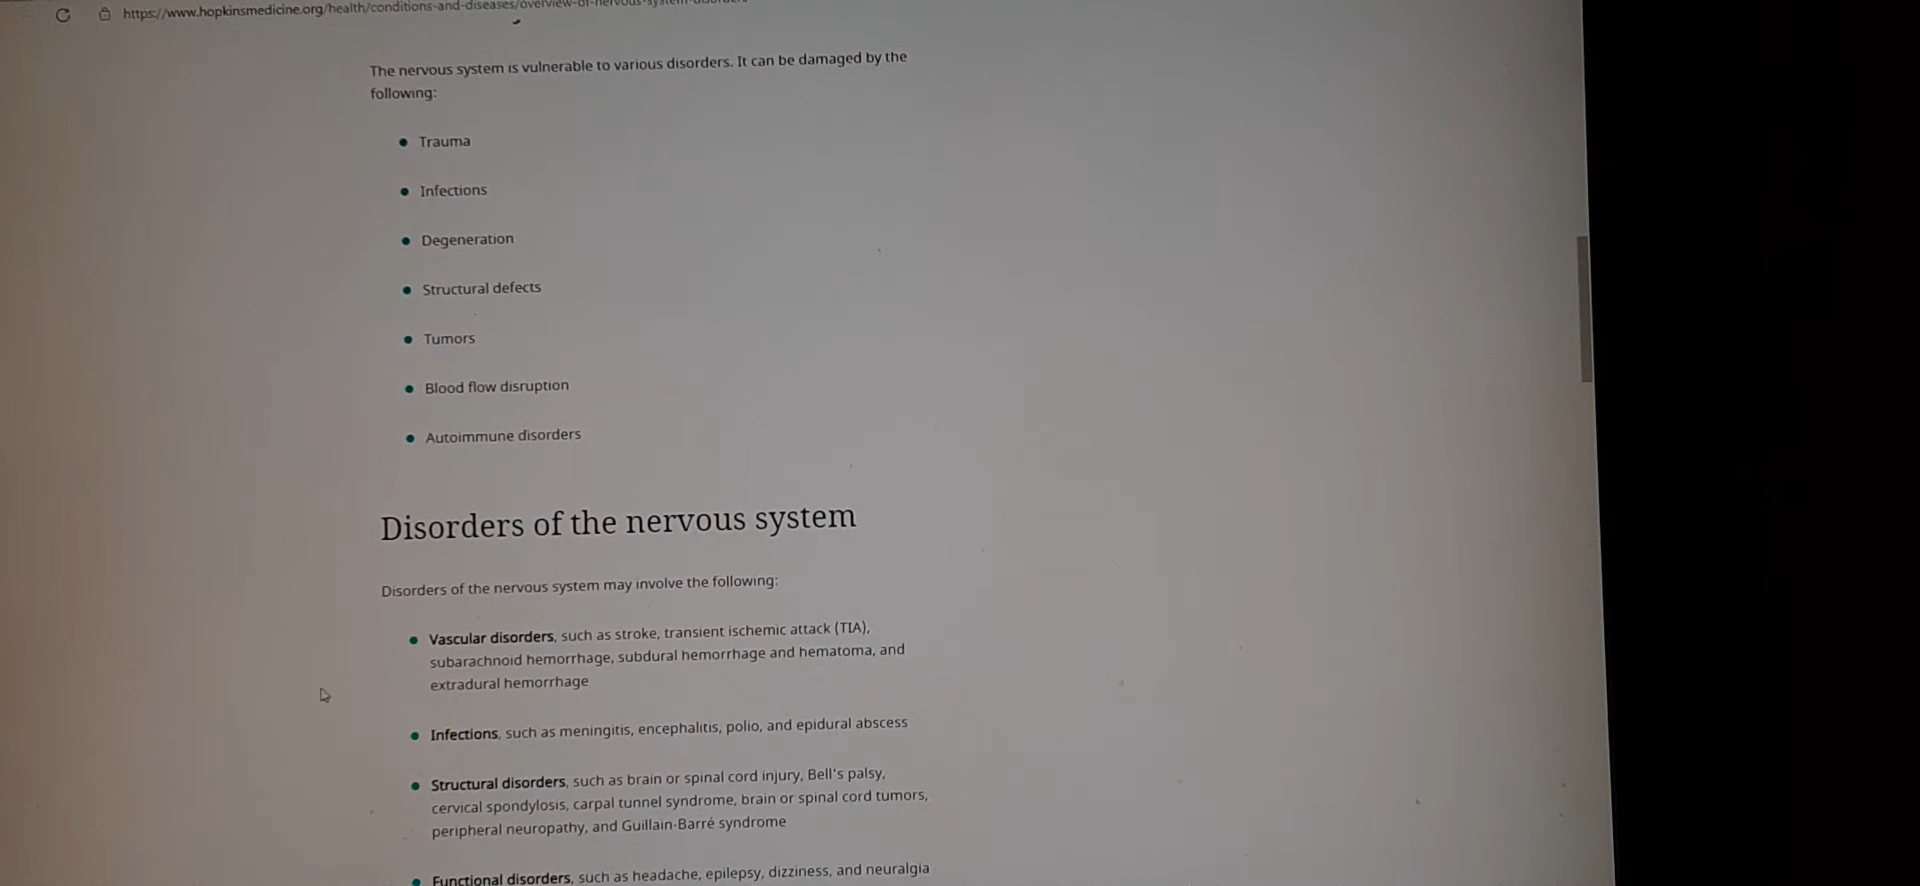 https://www.hopkinsmedicine.org/health/conditions-and-diseases/overview-of-nervous-system-disorders
The nervous system is vulnerable to various disorders. It can be damaged by the
following:
• Trauma
• Infections
• Degeneration
• Structural defects
• Tumors
• Blood flow disruption
• Autoimmune disorders
Disorders of the nervous system
Disorders of the nervous system may involve the following:
• Vascular disorders, such as stroke, transient ischemic attack (TIA),
subarachnoid hemorrhage, subdural hemorrhage and hematoma, and
extradural hemorrhage
• Infections, such as meningitis, encephalitis, polio, and epidural abscess
• Structural disorders, such as brain or spinal cord injury, Bell's palsy,
cervical spondylosis, carpal tunnel syndrome, brain or spinal cord tumors,
peripheral neuropathy, and Guillain-Barré syndrome
• Functional disorders, such as headache, epilepsy, dizziness, and neuralgia